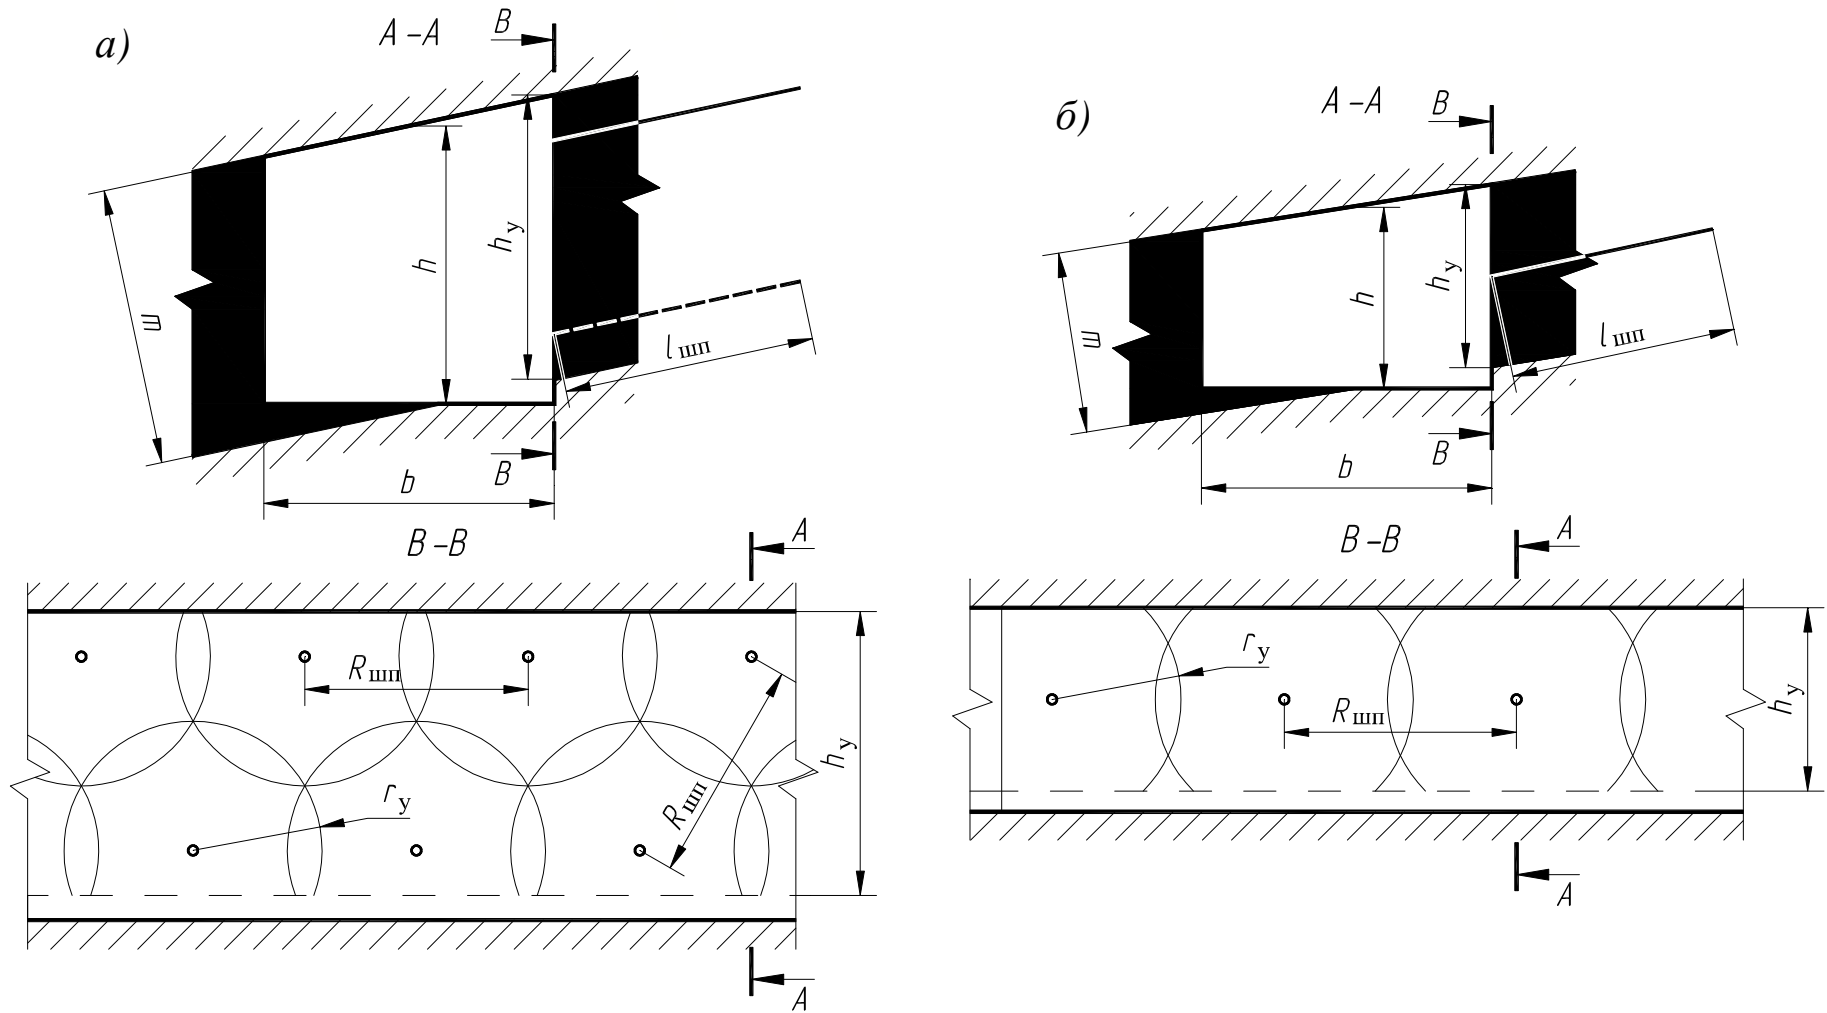 а)
А–А
В
h
hу
m
lшп
В
b
В–В
А
Rшп
Rшп
hу
rу
А
б)
А–А
В
h
hу
m
lшп
В
b
В–В
А
rу
Rшп
hу
А